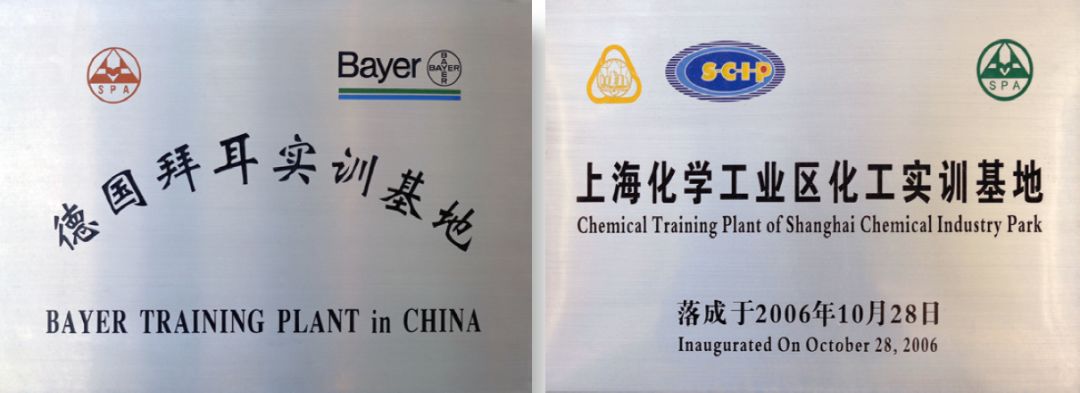 SPA
Bayer
BAYER
BAYER
德国拜耳实训基地
BAYER TRAINING PLANT in CHINA
S·C·I·P
SPA
上海化学工业区化工实训基地
Chemical Training Plant of Shanghai Chemical Industry Park
落成于2006年10月28日
Inaugurated On October 28, 2006